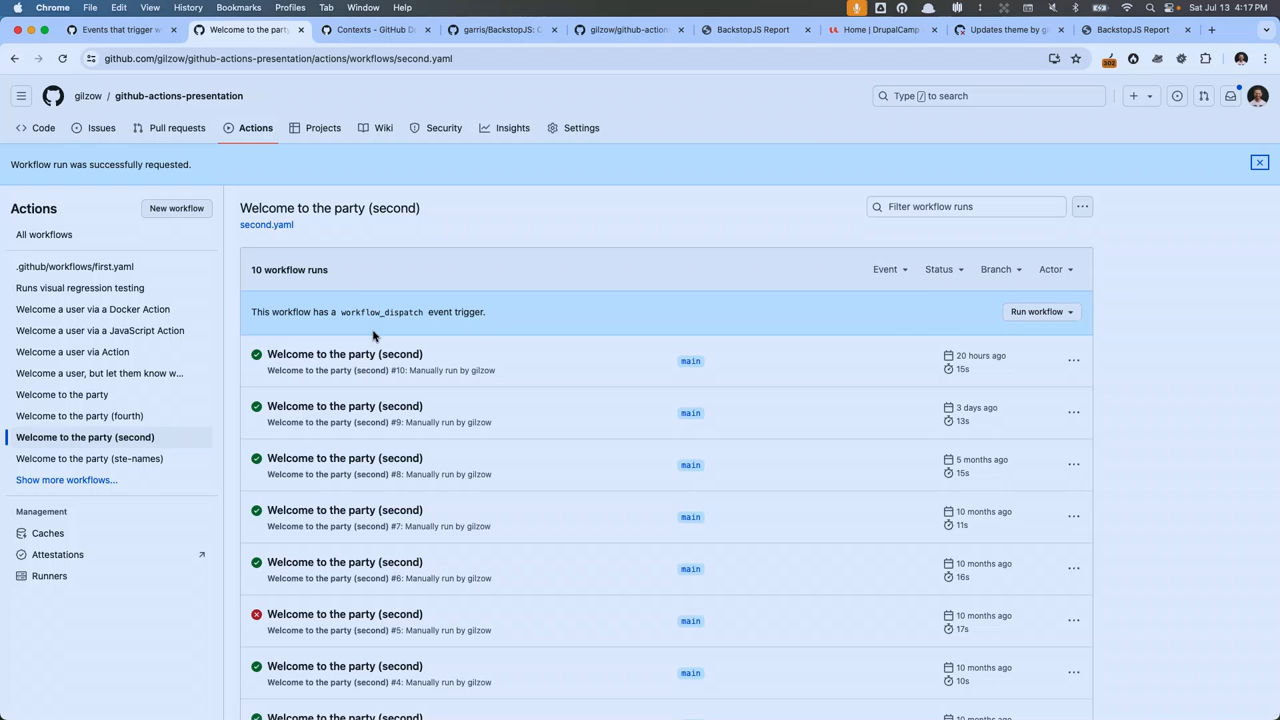 Chrome File Edit View History Bookmarks Profiles Tab Window Help Sat Jul 13 4:17 PM
Events that trigger w
Welcome to the party
Contexts - GitHub D
garris/BackstopJS: C
gilzow/github-action
BackstopJS Report
Home | DrupalCamp
Updates theme by g
BackstopJS Report
github.com/gilzow/github-actions-presentation/actions/workflows/second.yaml
gilzow / github-actions-presentation
Type / to search
Code Issues Pull requests Actions Projects Wiki Security Insights Settings
Workflow run was successfully requested.
Actions
New workflow
All workflows
.github/workflows/first.yaml
Runs visual regression testing
Welcome a user via a Docker Action
Welcome a user via a JavaScript Action
Welcome a user via Action
Welcome a user, but let them know w...
Welcome to the party
Welcome to the party (fourth)
Welcome to the party (second)
Welcome to the party (ste-names)
Show more workflows...
Management
Caches
Attestations
Runners
Welcome to the party (second)
second.yaml
Filter workflow runs
10 workflow runs
Event Status Branch Actor
This workflow has a workflow_dispatch event trigger.
Run workflow
Welcome to the party (second)
Welcome to the party (second) #10: Manually run by gilzow
main
20 hours ago
15s
Welcome to the party (second)
Welcome to the party (second) #9: Manually run by gilzow
main
3 days ago
13s
Welcome to the party (second)
Welcome to the party (second) #8: Manually run by gilzow
main
5 months ago
15s
Welcome to the party (second)
Welcome to the party (second) #7: Manually run by gilzow
main
10 months ago
11s
Welcome to the party (second)
Welcome to the party (second) #6: Manually run by gilzow
main
10 months ago
16s
Welcome to the party (second)
Welcome to the party (second) #5: Manually run by gilzow
main
10 months ago
17s
Welcome to the party (second)
Welcome to the party (second) #4: Manually run by gilzow
main
10 months ago
10s
Welcome to the party (second)
10 months ago